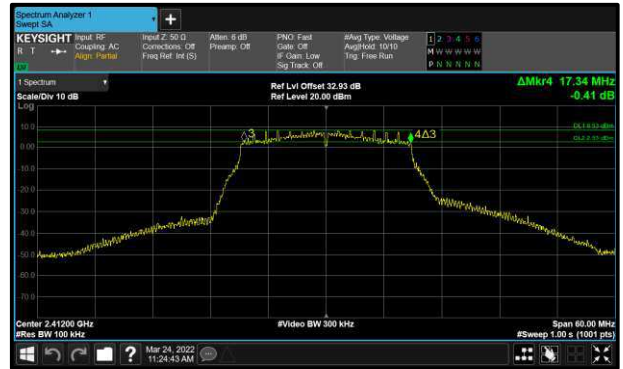 Spectrum Analyzer 1
Swept SA
KEYSIGHT Input: RF Input Z: 50 Ω Atten: 6 dB PNO: Fast #Avg Type: Voltage 1 2 3 4 5 6
R T Coupling: AC Corrections: Off Preamp: Off Gate: Off Avg|Hold: 10/10 M W W W W W
Align: Partial Freq Ref: Int (S) IF Gain: Low Trig: Free Run
Sig Track: Off P N N N N N
1 Spectrum
Scale/Div 10 dB
Ref Lvl Offset 32.93 dB
Ref Level 20.00 dBm
ΔMkr4 17.34 MHz
-0.41 dB
Log
10.0
0.00
-10.0
-20.0
-30.0
-40.0
-50.0
-60.0
-70.0
3
4Δ3
Center 2.41200 GHz #Video BW 300 kHz Span 60.00 MHz
#Res BW 100 kHz #Sweep 1.00 s (1001 pts)
?
Mar 24, 2022
11:24:43 AM